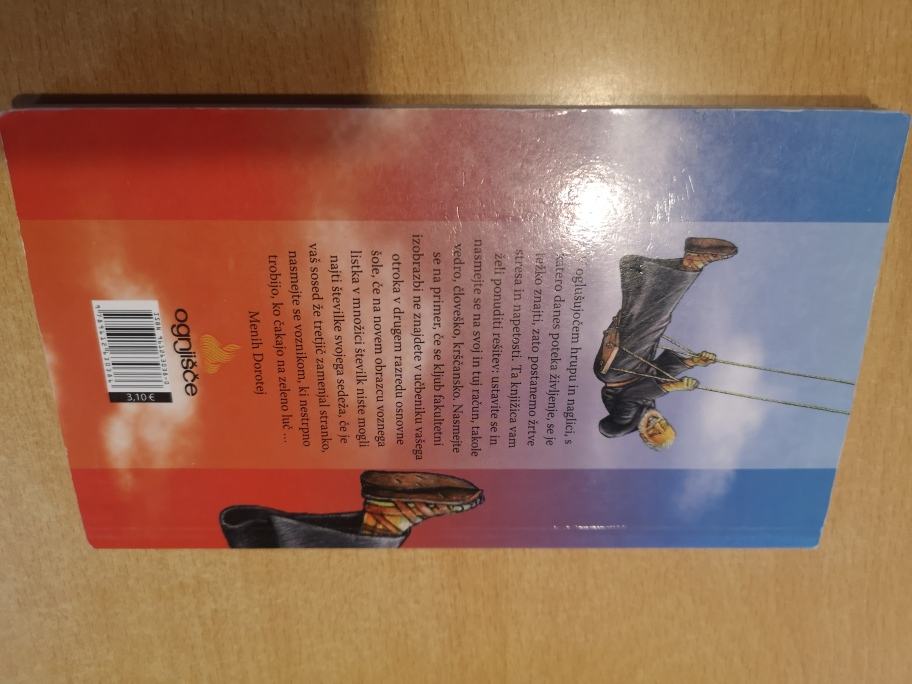 oglušujočem hrupu in naglici, s
katero danes poteka življenje, se je
težko znajti; zato postanemo žrtve
stresa in napetosti. Ta knjižica vam
želi ponuditi rešitev: ustavite se in
nasmejte se na svoj in tuj račun, takole
vedro, človeško, krščansko. Nasmejte
se na primer, če se kljub fakultetni
izobrazbi ne znajdete v učbeniku vašega
otroka v drugem razredu osnovne
šole, če na novem obrazcu voznega
listka v množici številk niste mogli
najti številke svojega sedeža, če je
vaš sosed že tretjič zamenjal stranko,
nasmejte se voznikom, ki nestrpno
trobijo, ko čakajo na zeleno luč ...
Menih Dorotej
ognjišče
3,10 €